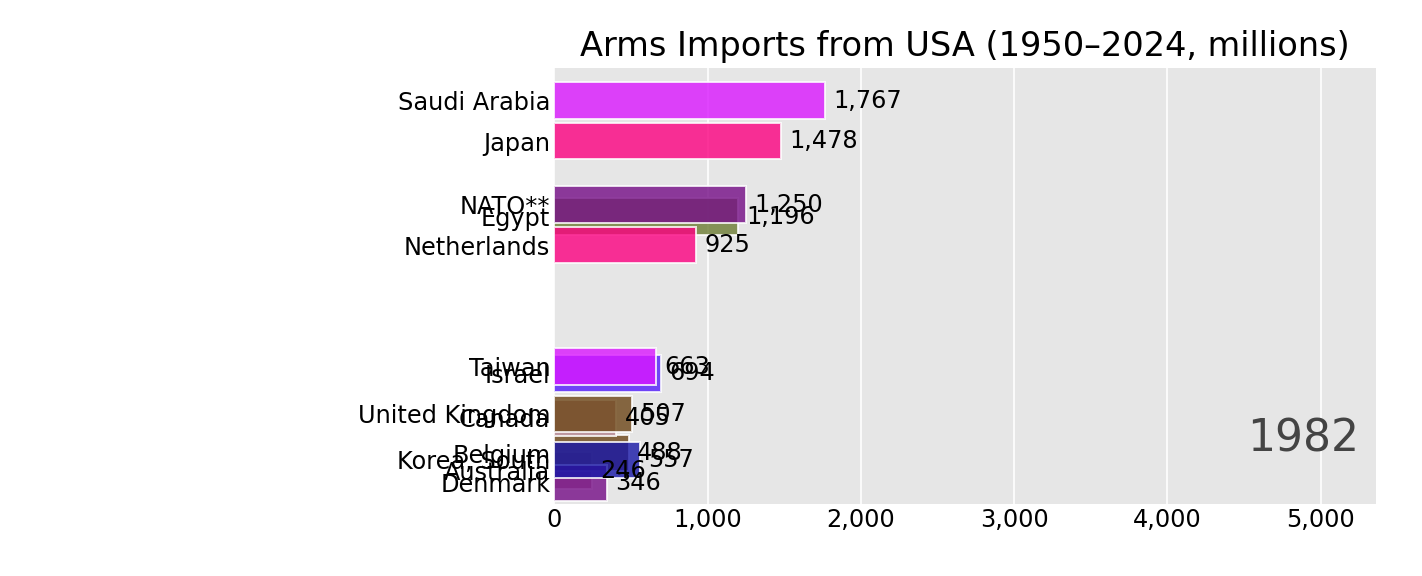 Arms Imports from USA (1950–2024, millions)
Saudi Arabia 1,767
Japan 1,478
NATO** 1,250
Egypt 1,196
Netherlands 925
Taiwan 663
Israel 694
United Kingdom 507
Canada 405
1982
Belgium 488
Korea, South 557
Australia 246
Denmark 346
0 1,000 2,000 3,000 4,000 5,000